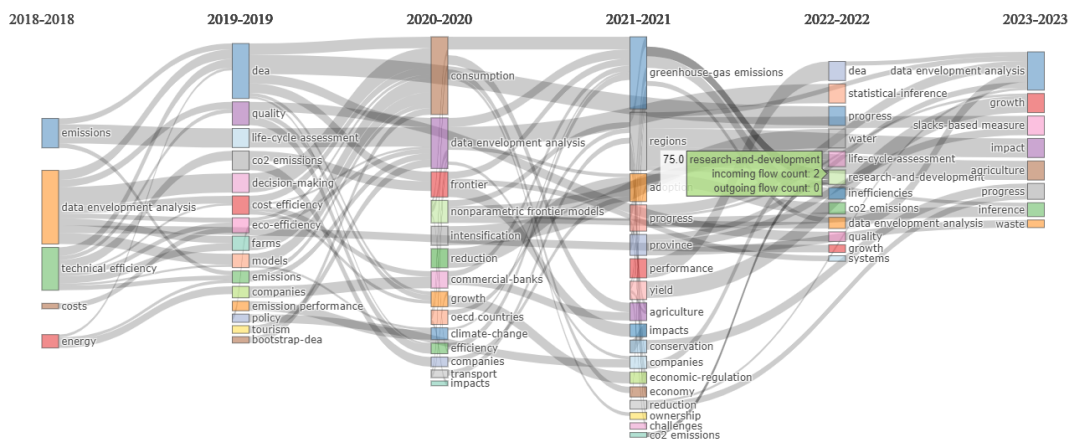 2018-2018
2019-2019
2020-2020
2021-2021
2022-2022
2023-2023
emissions
data envelopment analysis
technical efficiency
costs
energy
dea
quality
life-cycle assessment
co2 emissions
decision-making
cost efficiency
eco-efficiency
farms
models
emissions
companies
emission performance
policy
tourism
bootstrap-dea
consumption
data envelopment analysis
frontier
nonparametric frontier models
intensification
reduction
commercial-banks
growth
oecd countries
climate-change
efficiency
companies
transport
impacts
greenhouse-gas emissions
regions
adoption
progress
province
performance
yield
agriculture
impacts
conservation
companies
economic-regulation
economy
reduction
ownership
challenges
co2 emissions
75.0
research-and-development
incoming flow count: 2
outgoing flow count: 0
dea
statistical-inference
progress
water
life-cycle-assessment
research-and-development
inefficiencies
co2 emissions
data envelopment analysis
quality
growth
systems
data envelopment analysis
growth
slacks-based measure
impact
agriculture
progress
inference
waste